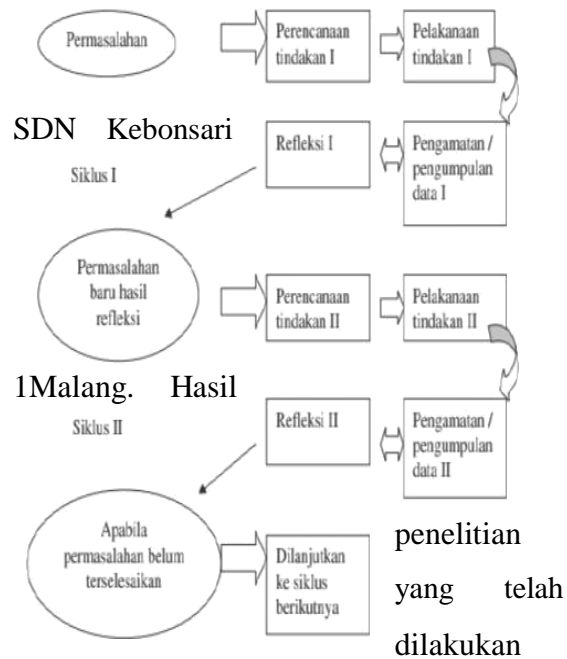 Permasalahan
Perencanaan
tindakan I
Pelakanaan
tindakan I
SDN Kebonsari
Siklus I
Refleksi I
Pengamatan /
pengumpulan
data I
Permasalahan
baru hasil
refleksi
Perencanaan
tindakan II
Pelakanaan
tindakan II
1Malang. Hasil
Siklus II
Refleksi II
Pengamatan /
pengumpulan
data II
Apabila
permasalahan belum
terselesaikan
Dilanjutkan
ke siklus
berikutnya
penelitian
yang telah
dilakukan